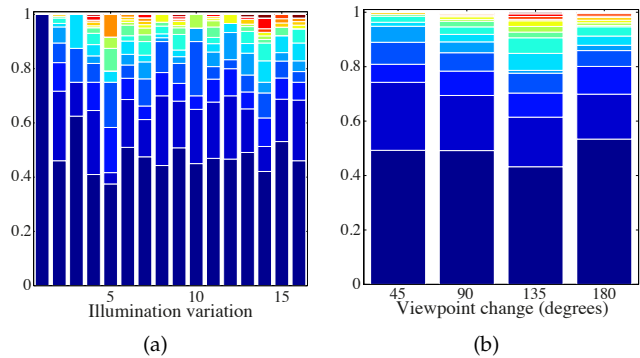 1
0.8
0.6
0.4
0.2
0
5 10 15
Illumination variation
(a)
1
0.8
0.6
0.4
0.2
0
45 90 135 180
Viewpoint change (degrees)
(b)